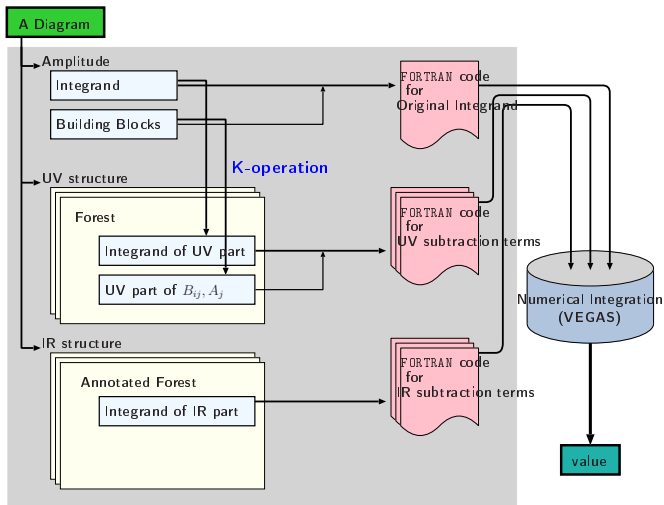 A Diagram
Amplitude
Integrand
Building Blocks
FORTRAN code
for
Original Integrand
K-operation
UV structure
Forest
Integrand of UV part
UV part of B_{ij}, A_j
FORTRAN code
for
UV subtraction terms
Numerical Integration
(VEGAS)
IR structure
Annotated Forest
Integrand of IR part
FORTRAN code
for
IR subtraction terms
value